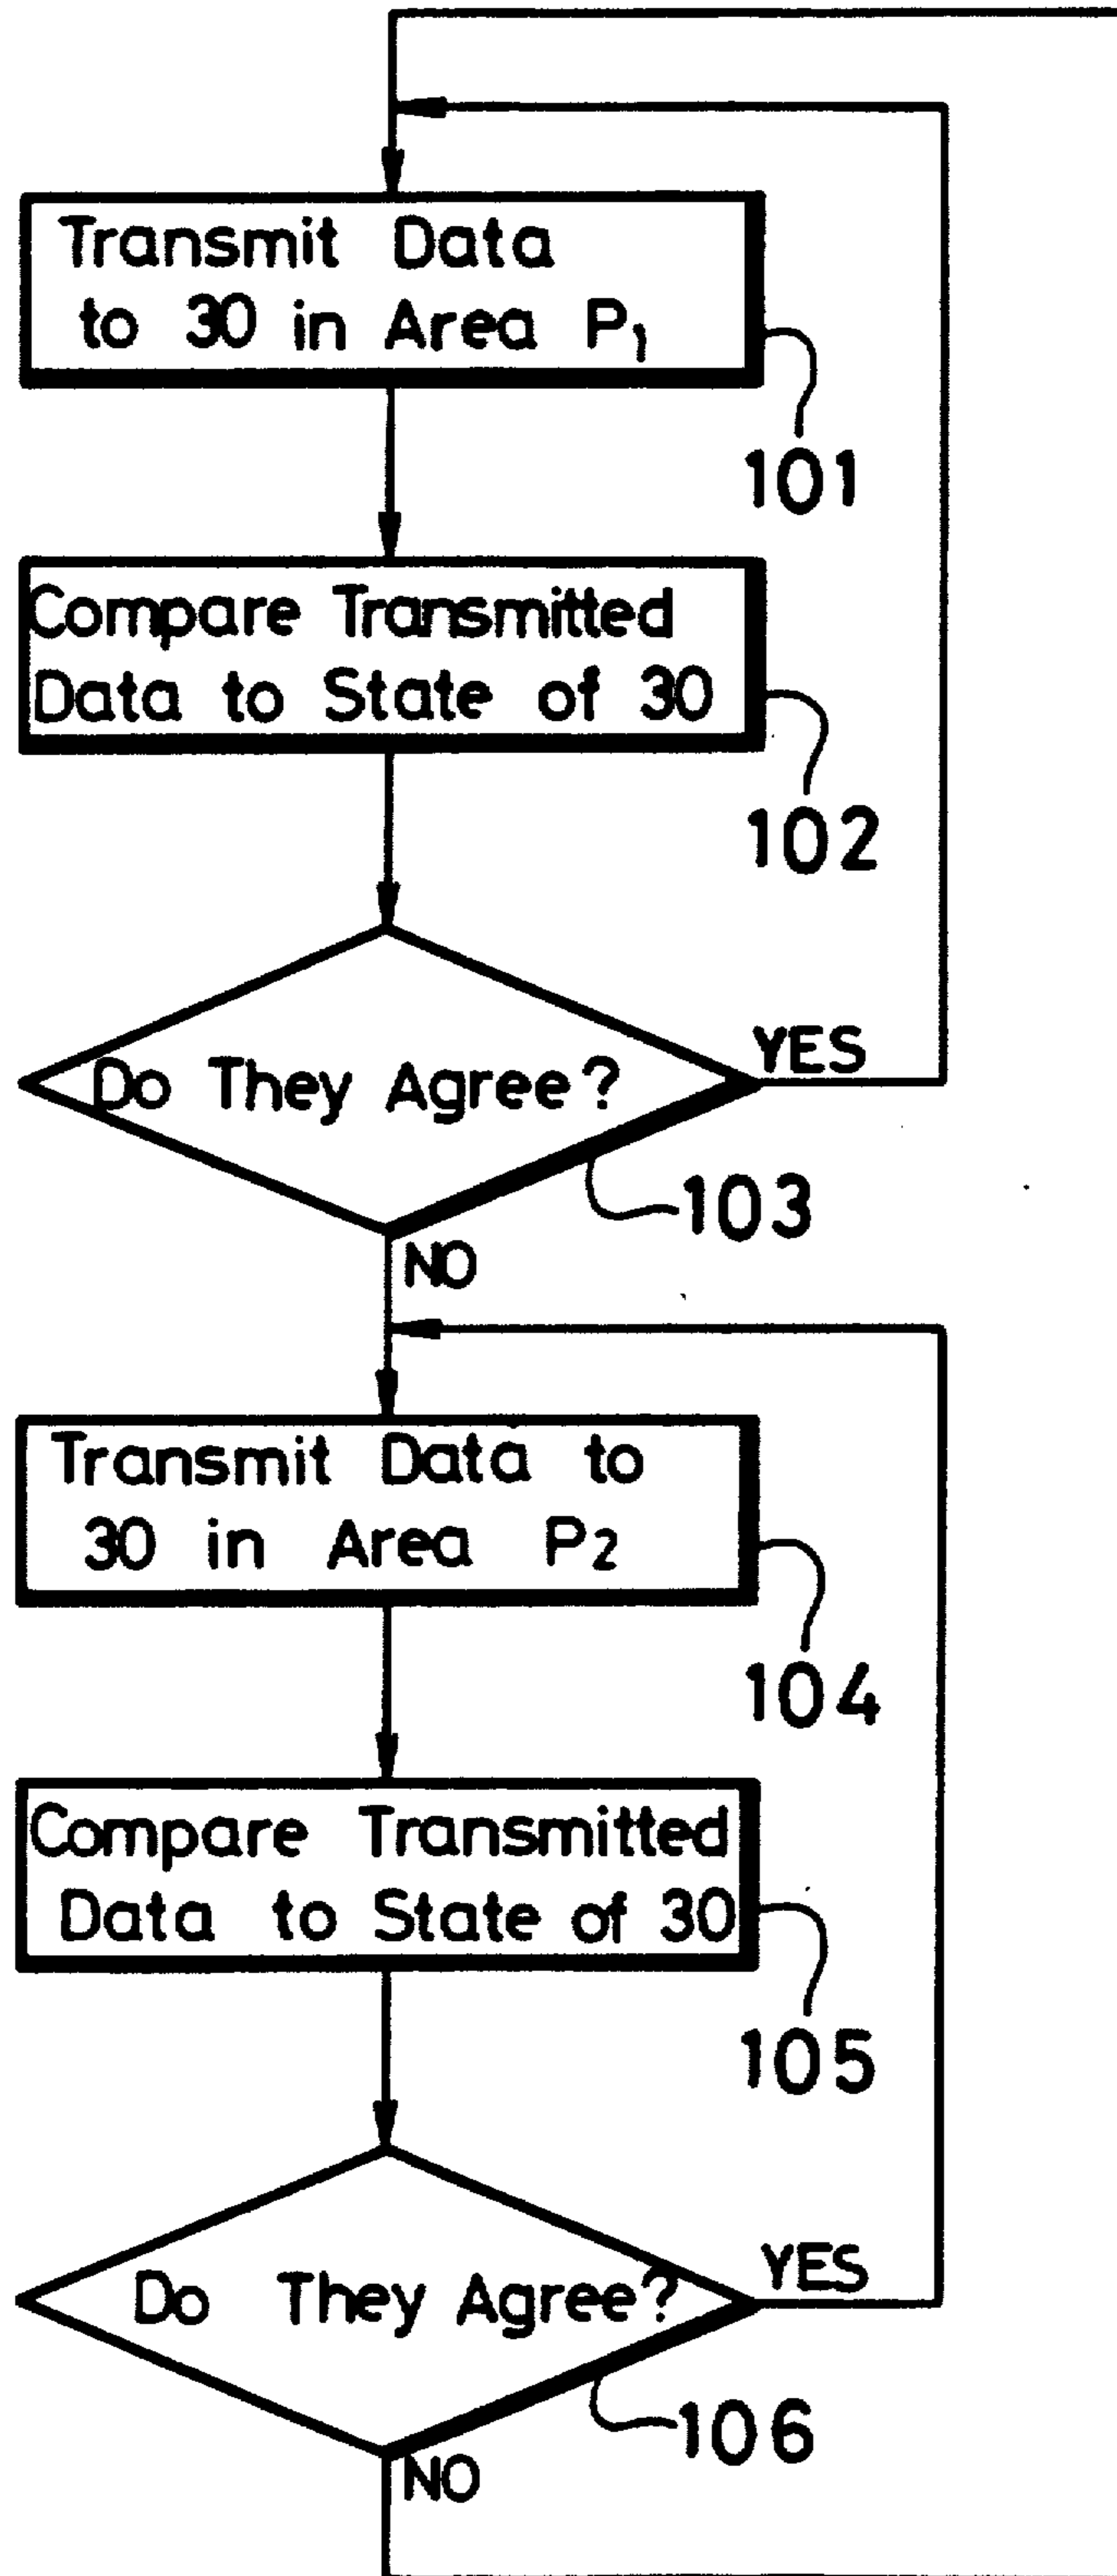 Transmit Data
to 30 in Area P₁
101
Compare Transmitted
Data to State of 30
102
Do They Agree?
YES
103
NO
Transmit Data to
30 in Area P2
104
Compare Transmitted
Data to State of 30
105
Do They Agree?
YES
106
NO